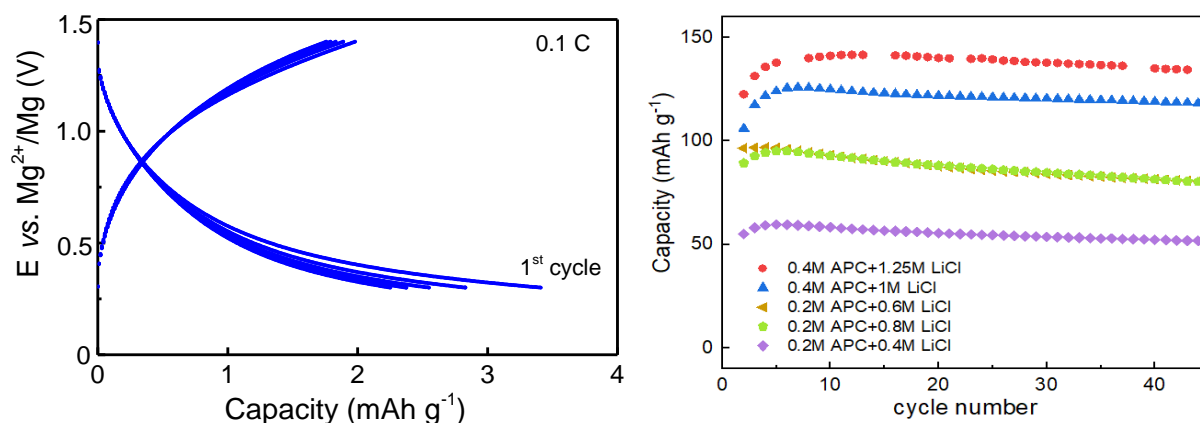 1.5
1.0
0.5
0
E vs. Mg²⁺/Mg (V)
0.1 C
1ˢᵗ cycle
0 1 2 3 4
Capacity (mAh g⁻¹)
150
100
50
0
Capacity (mAh g⁻¹)
0.4M APC+1.25M LiCl
0.4M APC+1M LiCl
0.2M APC+0.6M LiCl
0.2M APC+0.8M LiCl
0.2M APC+0.4M LiCl
0 10 20 30 40
cycle number